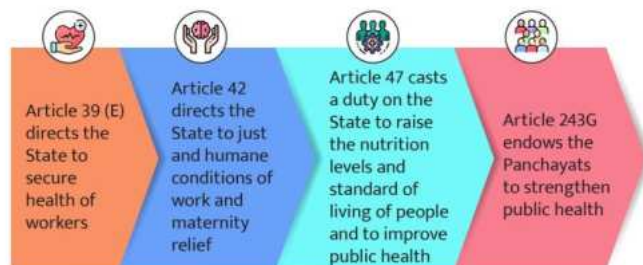 Article 39 (E)
directs the
State to
secure
health of
workers
Article 42
directs the
State to just
and humane
conditions of
work and
maternity
relief
Article 47 casts
a duty on the
State to raise
the nutrition
levels and
standard of
living of people
and to improve
public health
Article 243G
endows the
Panchayats
to strengthen
public health